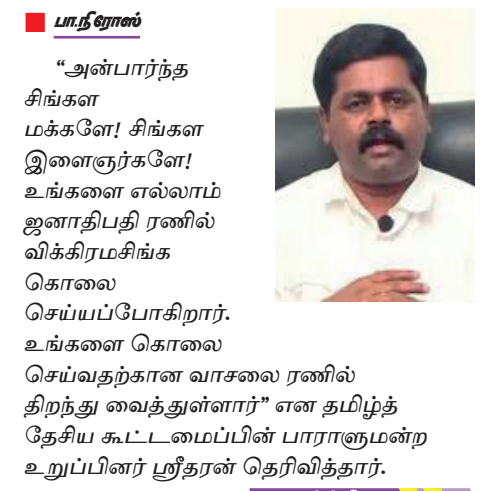 பா.நிரோஸ்
“அன்பார்ந்த
சிங்கள
மக்களே! சிங்கள
இளைஞர்களே!
உங்களை எல்லாம்
ஜனாதிபதி ரணில்
விக்கிரமசிங்க
கொலை
செய்யப்போகிறார்.
உங்களை கொலை
செய்வதற்கான வாசலை ரணில்
திறந்து வைத்துள்ளார்” என தமிழ்த்
தேசிய கூட்டமைப்பின் பாராளுமன்ற
உறுப்பினர் ஸ்ரீதரன் தெரிவித்தார்.